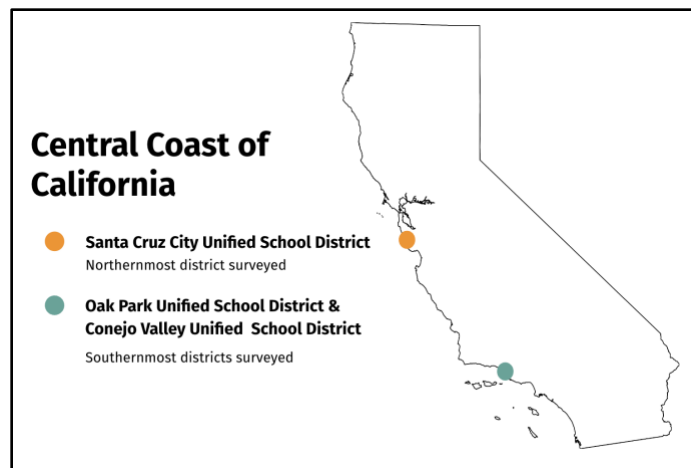 Central Coast of
California
Santa Cruz City Unified School District
Northernmost district surveyed
Oak Park Unified School District &
Conejo Valley Unified  School District
Southernmost districts surveyed